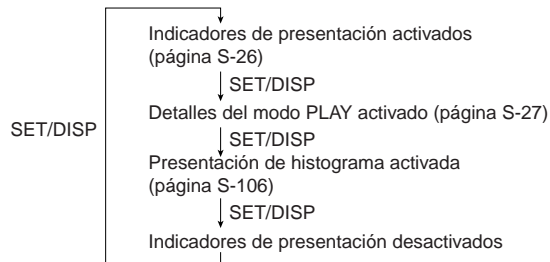 Indicadores de presentación activados
(página S-26)
SET/DISP
Detalles del modo PLAY activado (página S-27)
SET/DISP
SET/DISP
Presentación de histograma activada
(página S-106)
SET/DISP
Indicadores de presentación desactivados